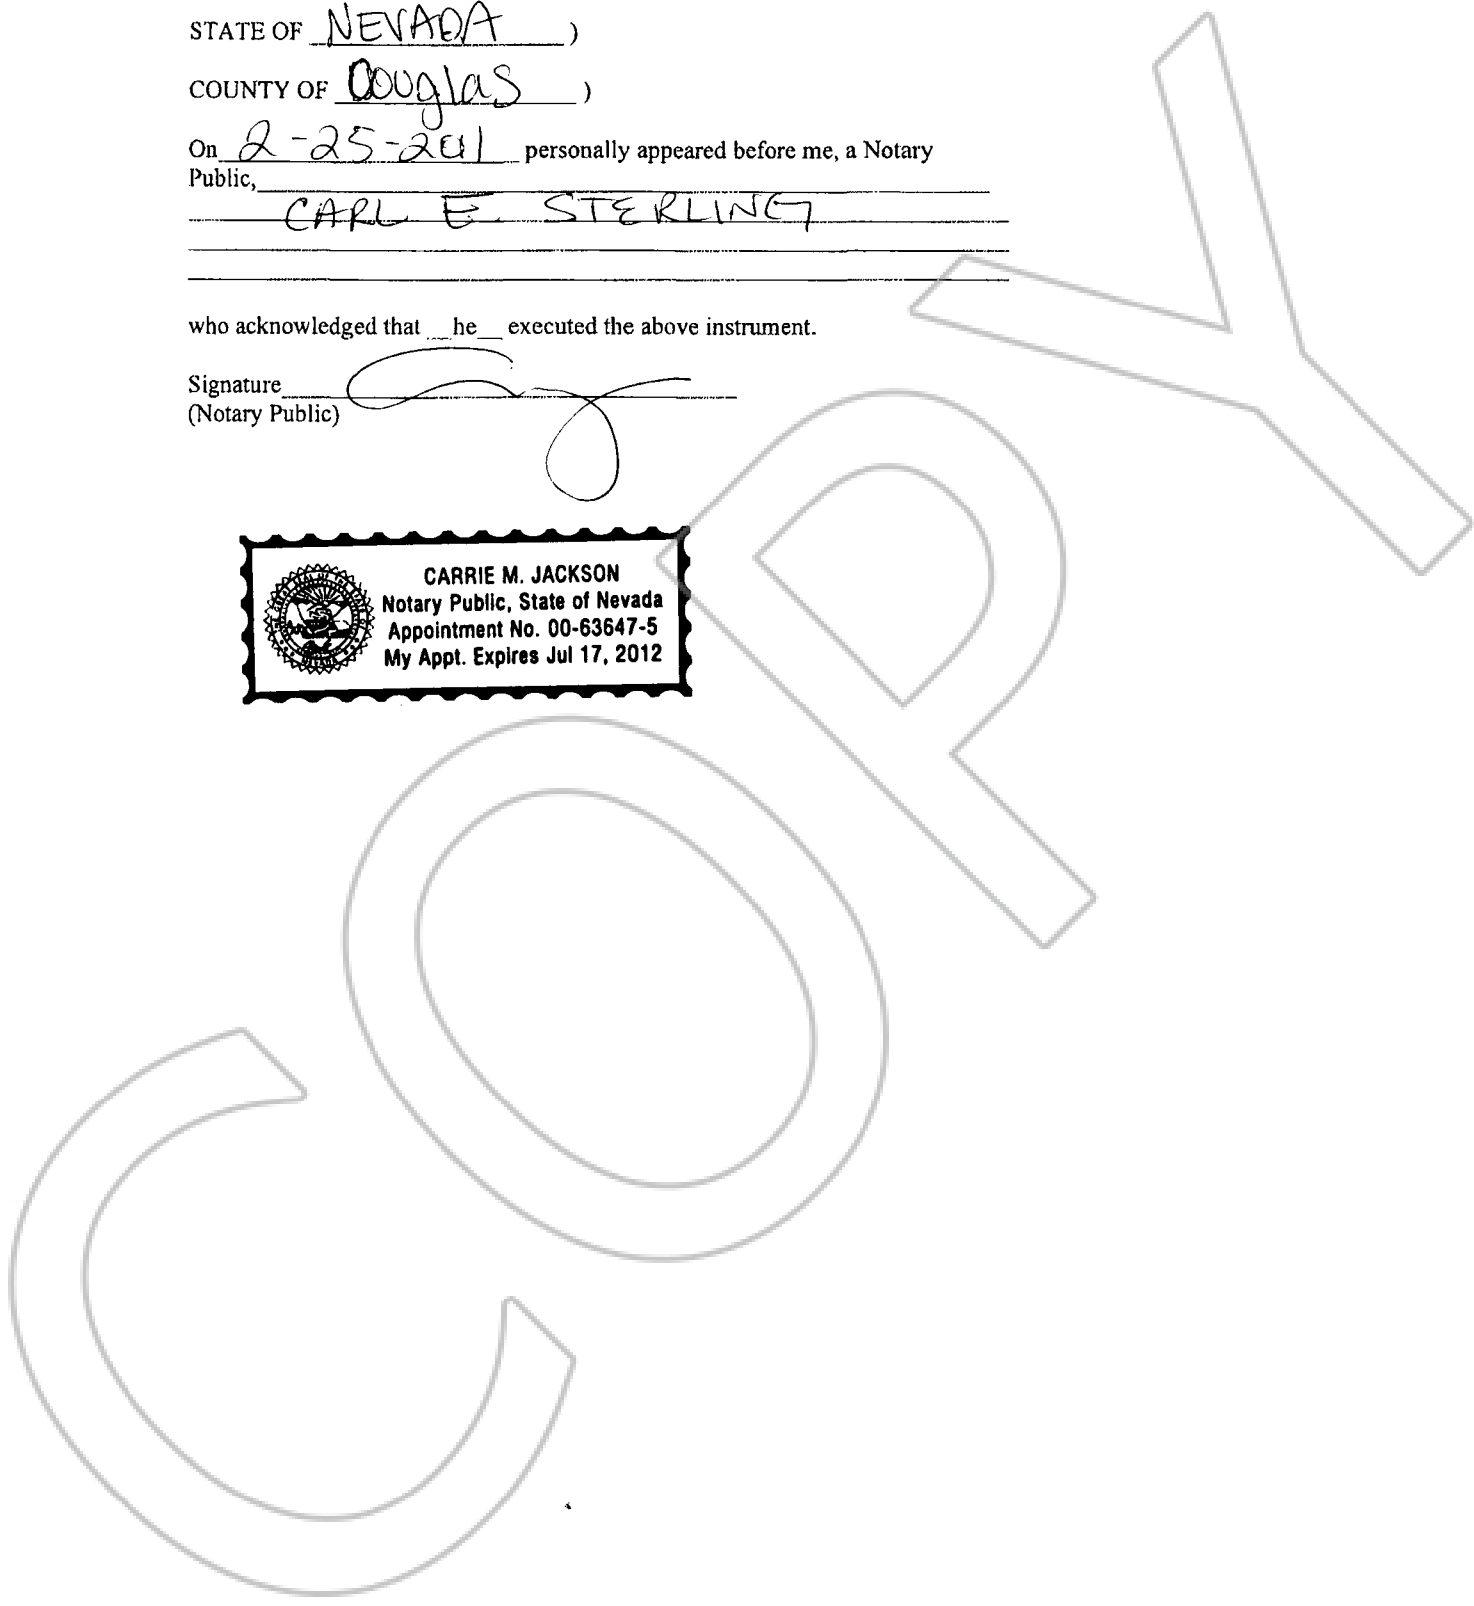 STATE OF NEVADA )
COUNTY OF Douglas )
On 2-25-2011 personally appeared before me, a Notary
Public,
CARL E. STERLING
who acknowledged that __he__ executed the above instrument.
Signature
(Notary Public)
CARRIE M. JACKSON
Notary Public, State of Nevada
Appointment No. 00-63647-5
My Appt. Expires Jul 17, 2012
COPY